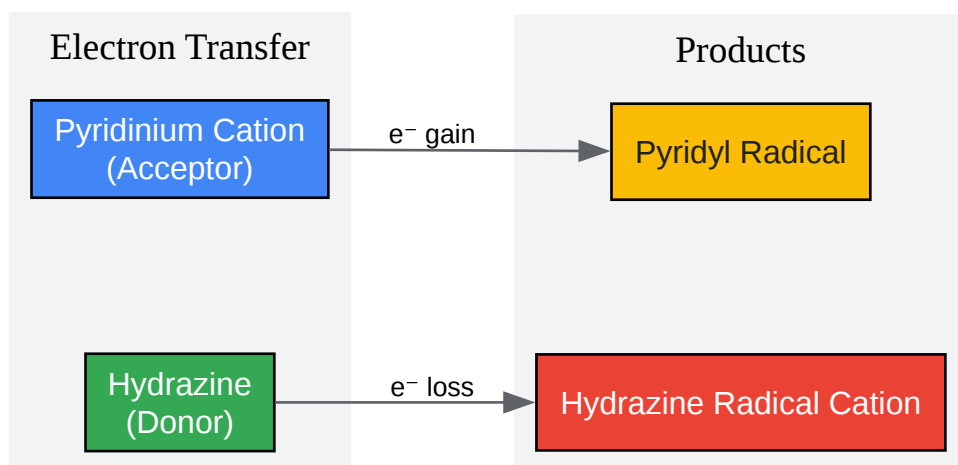 Electron Transfer
Products
Pyridinium Cation
(Acceptor)
e⁻ gain
Pyridyl Radical
Hydrazine
(Donor)
e⁻ loss
Hydrazine Radical Cation